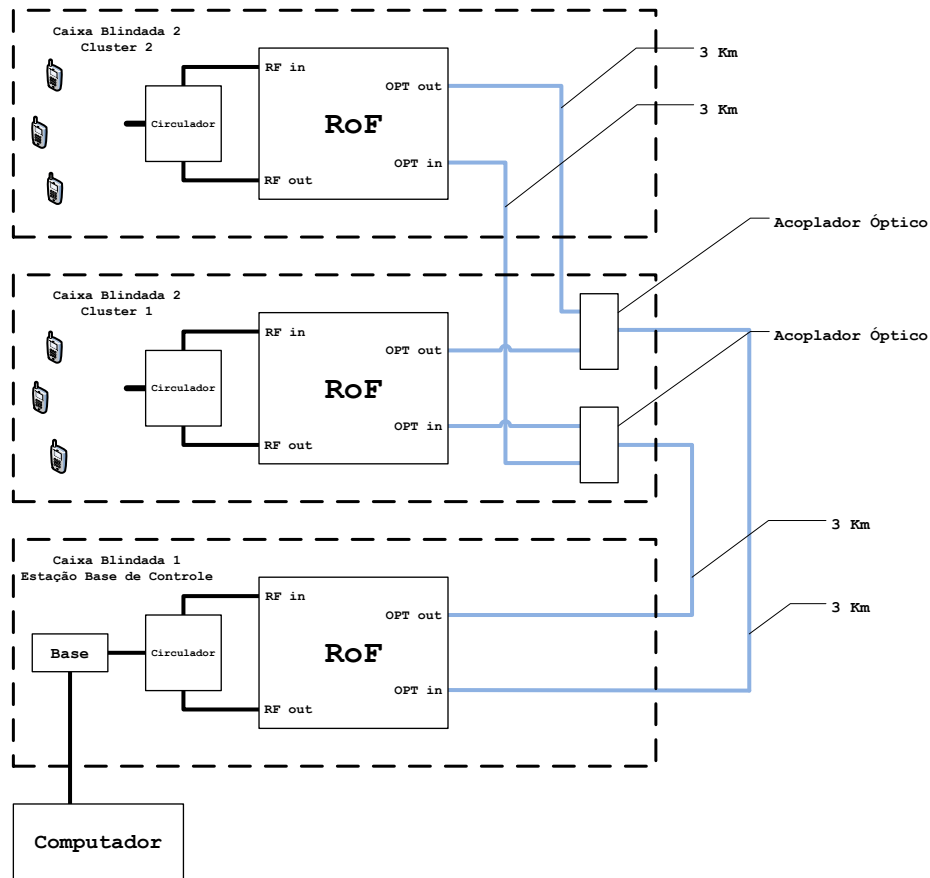 Caixa Blindada 2
Cluster 2
RF in
OPT out
Circulador
RoF
OPT in
RF out
3 Km
3 Km
Acoplador Óptico
Caixa Blindada 2
Cluster 1
RF in
OPT out
Circulador
RoF
OPT in
RF out
Acoplador Óptico
3 Km
Caixa Blindada 1
Estação Base de Controle
RF in
OPT out
Base
Circulador
RoF
OPT in
RF out
3 Km
Computador